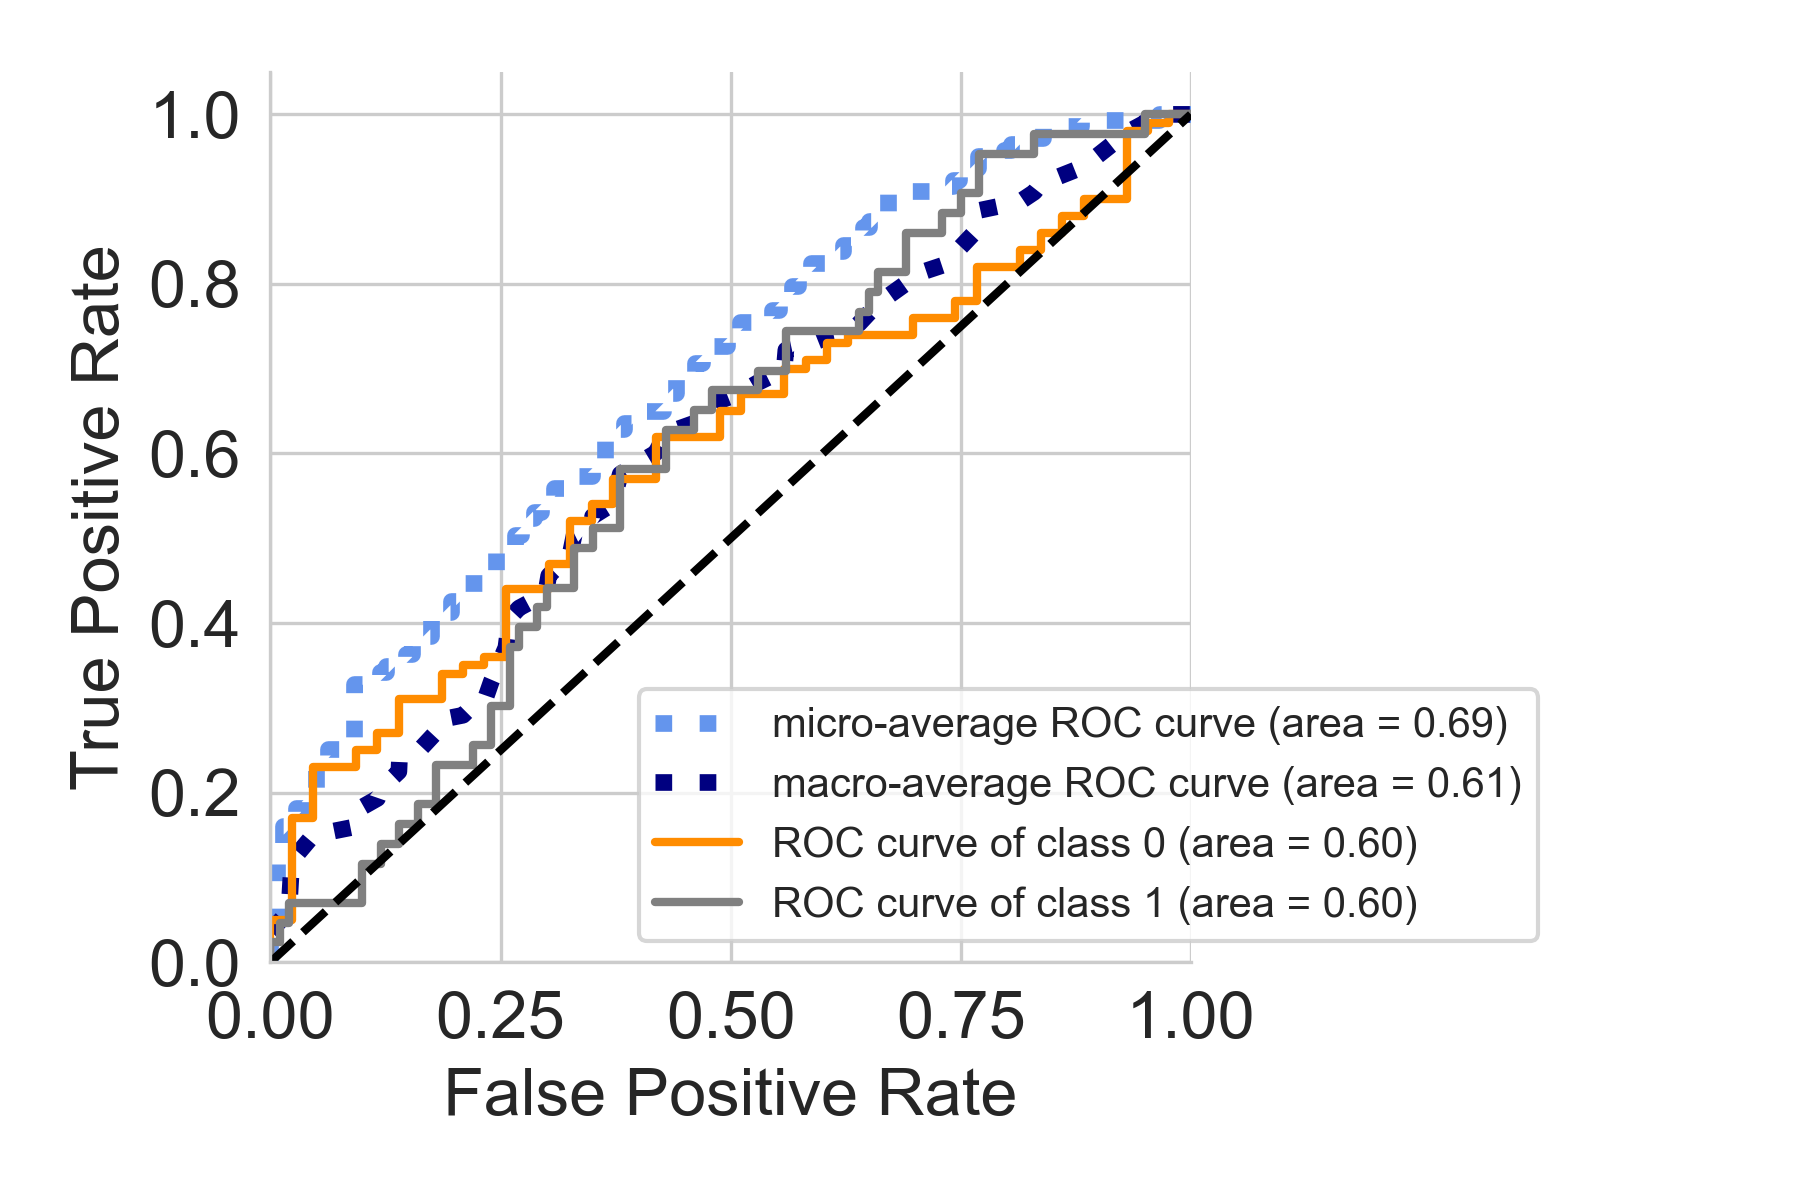 True Positive Rate
1.0
0.8
0.6
0.4
0.2
0.0
micro-average ROC curve (area = 0.69)
macro-average ROC curve (area = 0.61)
ROC curve of class 0 (area = 0.60)
ROC curve of class 1 (area = 0.60)
0.00 0.25 0.50 0.75 1.00
False Positive Rate